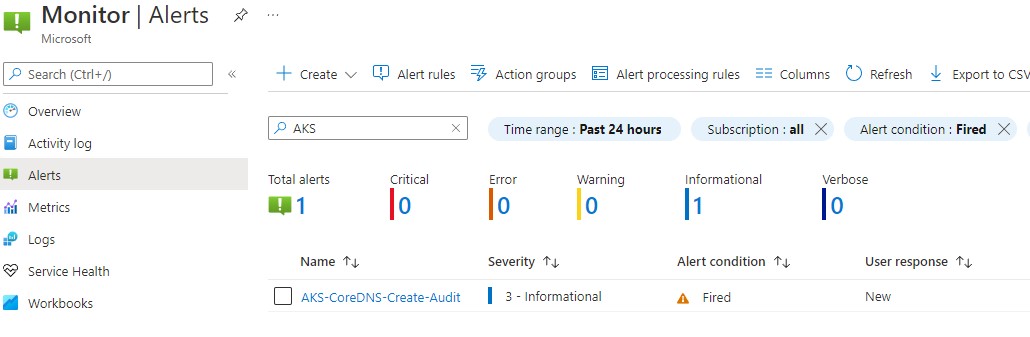 Monitor | Alerts ...
Microsoft
Search (Ctrl+/) «
Create Alert rules Action groups Alert processing rules Columns Refresh Export to CSV
Overview
Activity log
Alerts
Metrics
Logs
Service Health
Workbooks
AKS Time range : Past 24 hours Subscription : all Alert condition : Fired
Total alerts Critical Error Warning Informational Verbose
1 0 0 0 1 0
Name Severity Alert condition User response
AKS-CoreDNS-Create-Audit 3 - Informational Fired New